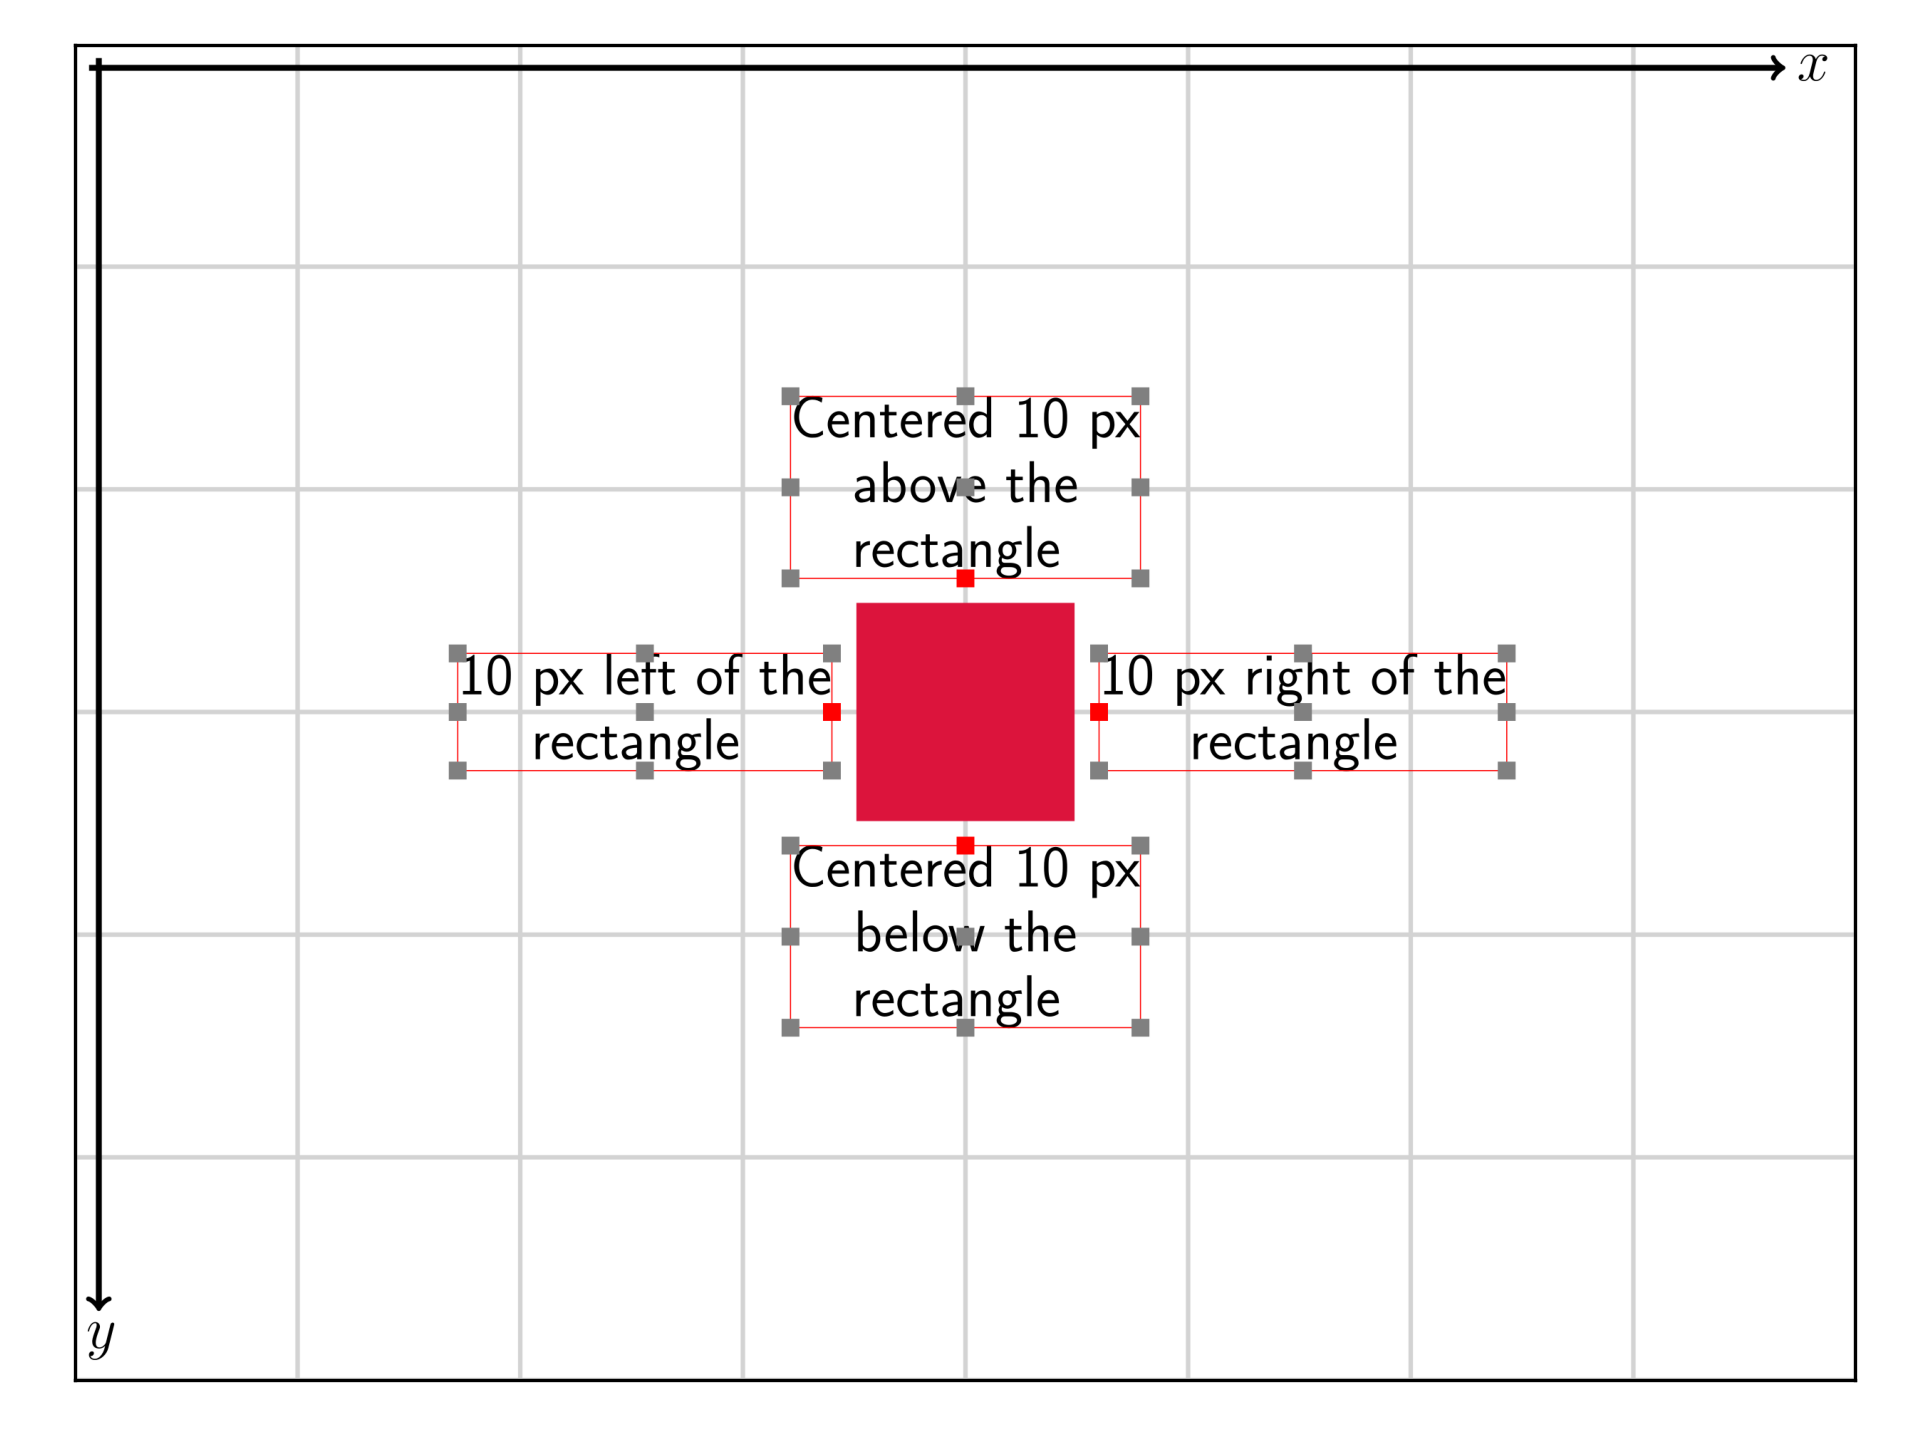 x
Centered 10 px
above the
rectangle
10 px left of the
rectangle
10 px right of the
rectangle
Centered 10 px
below the
rectangle
y